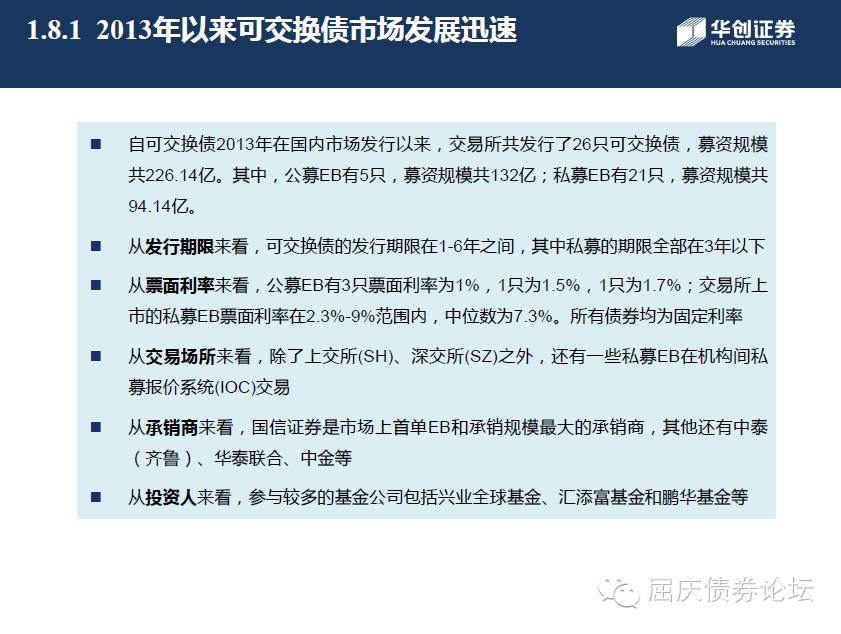 1.8.1 2013年以来可交换债市场发展迅速
华创证券
HUA CHUANG SECURITIES
■ 自可交换债2013年在国内市场发行以来，交易所共发行了26只可交换债，募资规模
共226.14亿。其中，公募EB有5只，募资规模共132亿；私募EB有21只，募资规模共
94.14亿。
■ 从发行期限来看，可交换债的发行期限在1-6年之间，其中私募的期限全部在3年以下
■ 从票面利率来看，公募EB有3只票面利率为1%，1只为1.5%，1只为1.7%；交易所上
市的私募EB票面利率在2.3%-9%范围内，中位数为7.3%。所有债券均为固定利率
■ 从交易场所来看，除了上交所(SH)、深交所(SZ)之外，还有一些私募EB在机构间私
募报价系统(IOC)交易
■ 从承销商来看，国信证券是市场上首单EB和承销规模最大的承销商，其他还有中泰
（齐鲁）、华泰联合、中金等
■ 从投资人来看，参与较多的基金公司包括兴业全球基金、汇添富基金和鹏华基金等
屈庆债券论坛